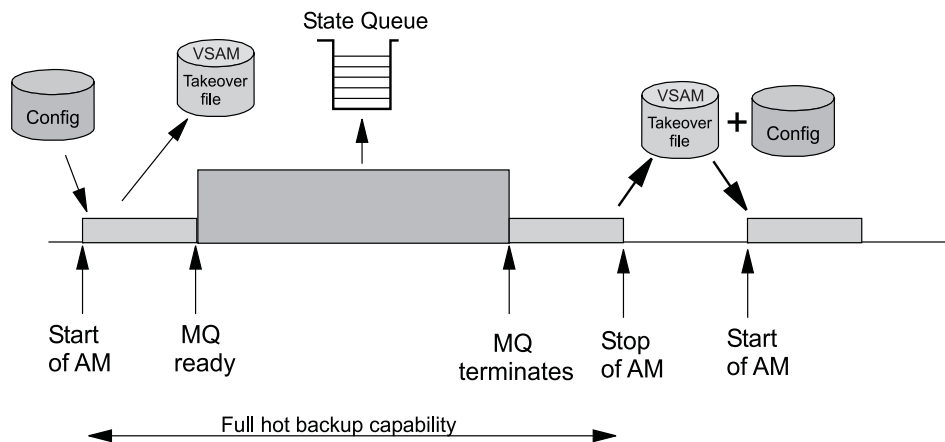 State Queue
VSAM
Takeover
file
Config
VSAM
Takeover
file
+
Config
Start
of AM
MQ
ready
MQ
terminates
Stop
of AM
Start
of AM
Full hot backup capability